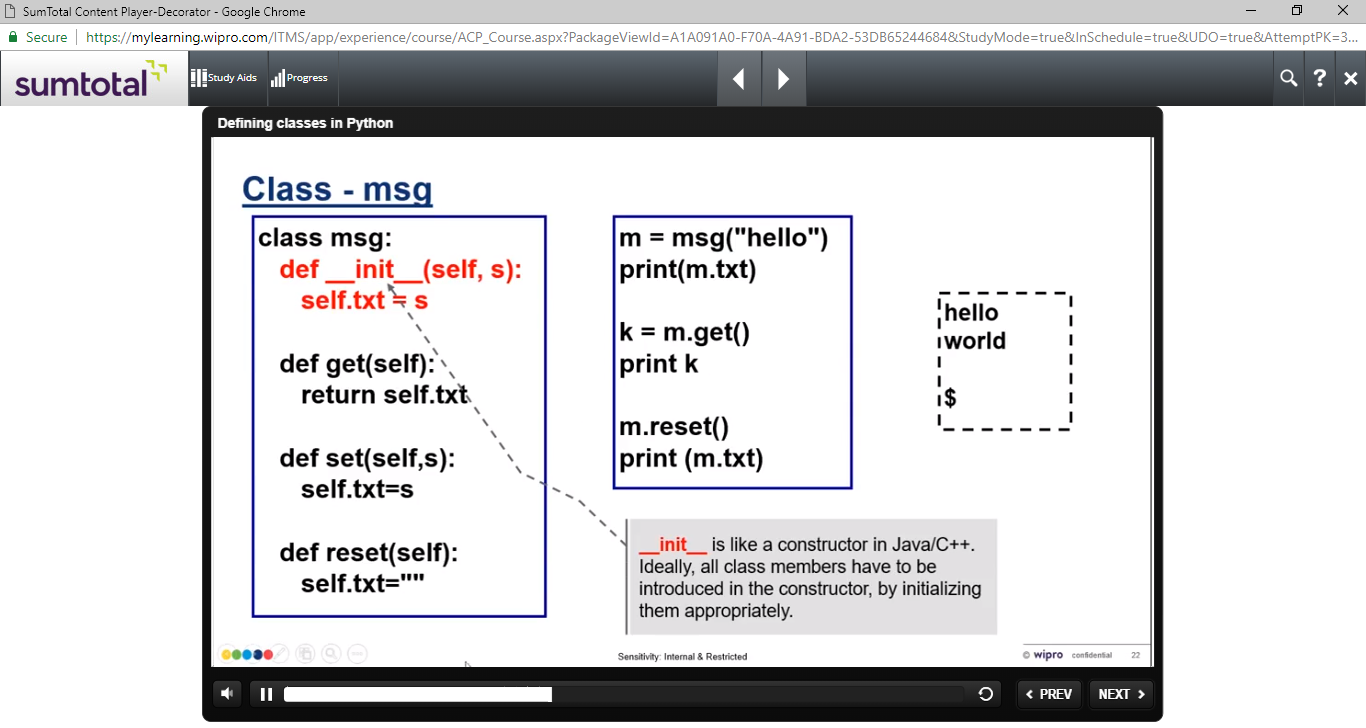 SumTotal Content Player-Decorator - Google Chrome
Secure | https://mylearning.wipro.com/ITMS/app/experience/course/ACP_Course.aspx?PackageViewId=A1A091A0-F70A-4A91-BDA2-53DB65244684&StudyMode=true&InSchedule=true&UDO=true&AttemptPK=3...
sumtotal Study Aids Progress ?
Defining classes in Python
Class - msg
class msg:
def __init__(self, s):
self.txt = s
def get(self):
return self.txt
def set(self,s):
self.txt=s
def reset(self):
self.txt=""
m = msg("hello")
print(m.txt)
k = m.get()
print k
m.reset()
print (m.txt)
hello
world
$
__init__ is like a constructor in Java/C++.
Ideally, all class members have to be
introduced in the constructor, by initializing
them appropriately.
Sensitivity: Internal & Restricted
© wipro confidential 22
PREV NEXT